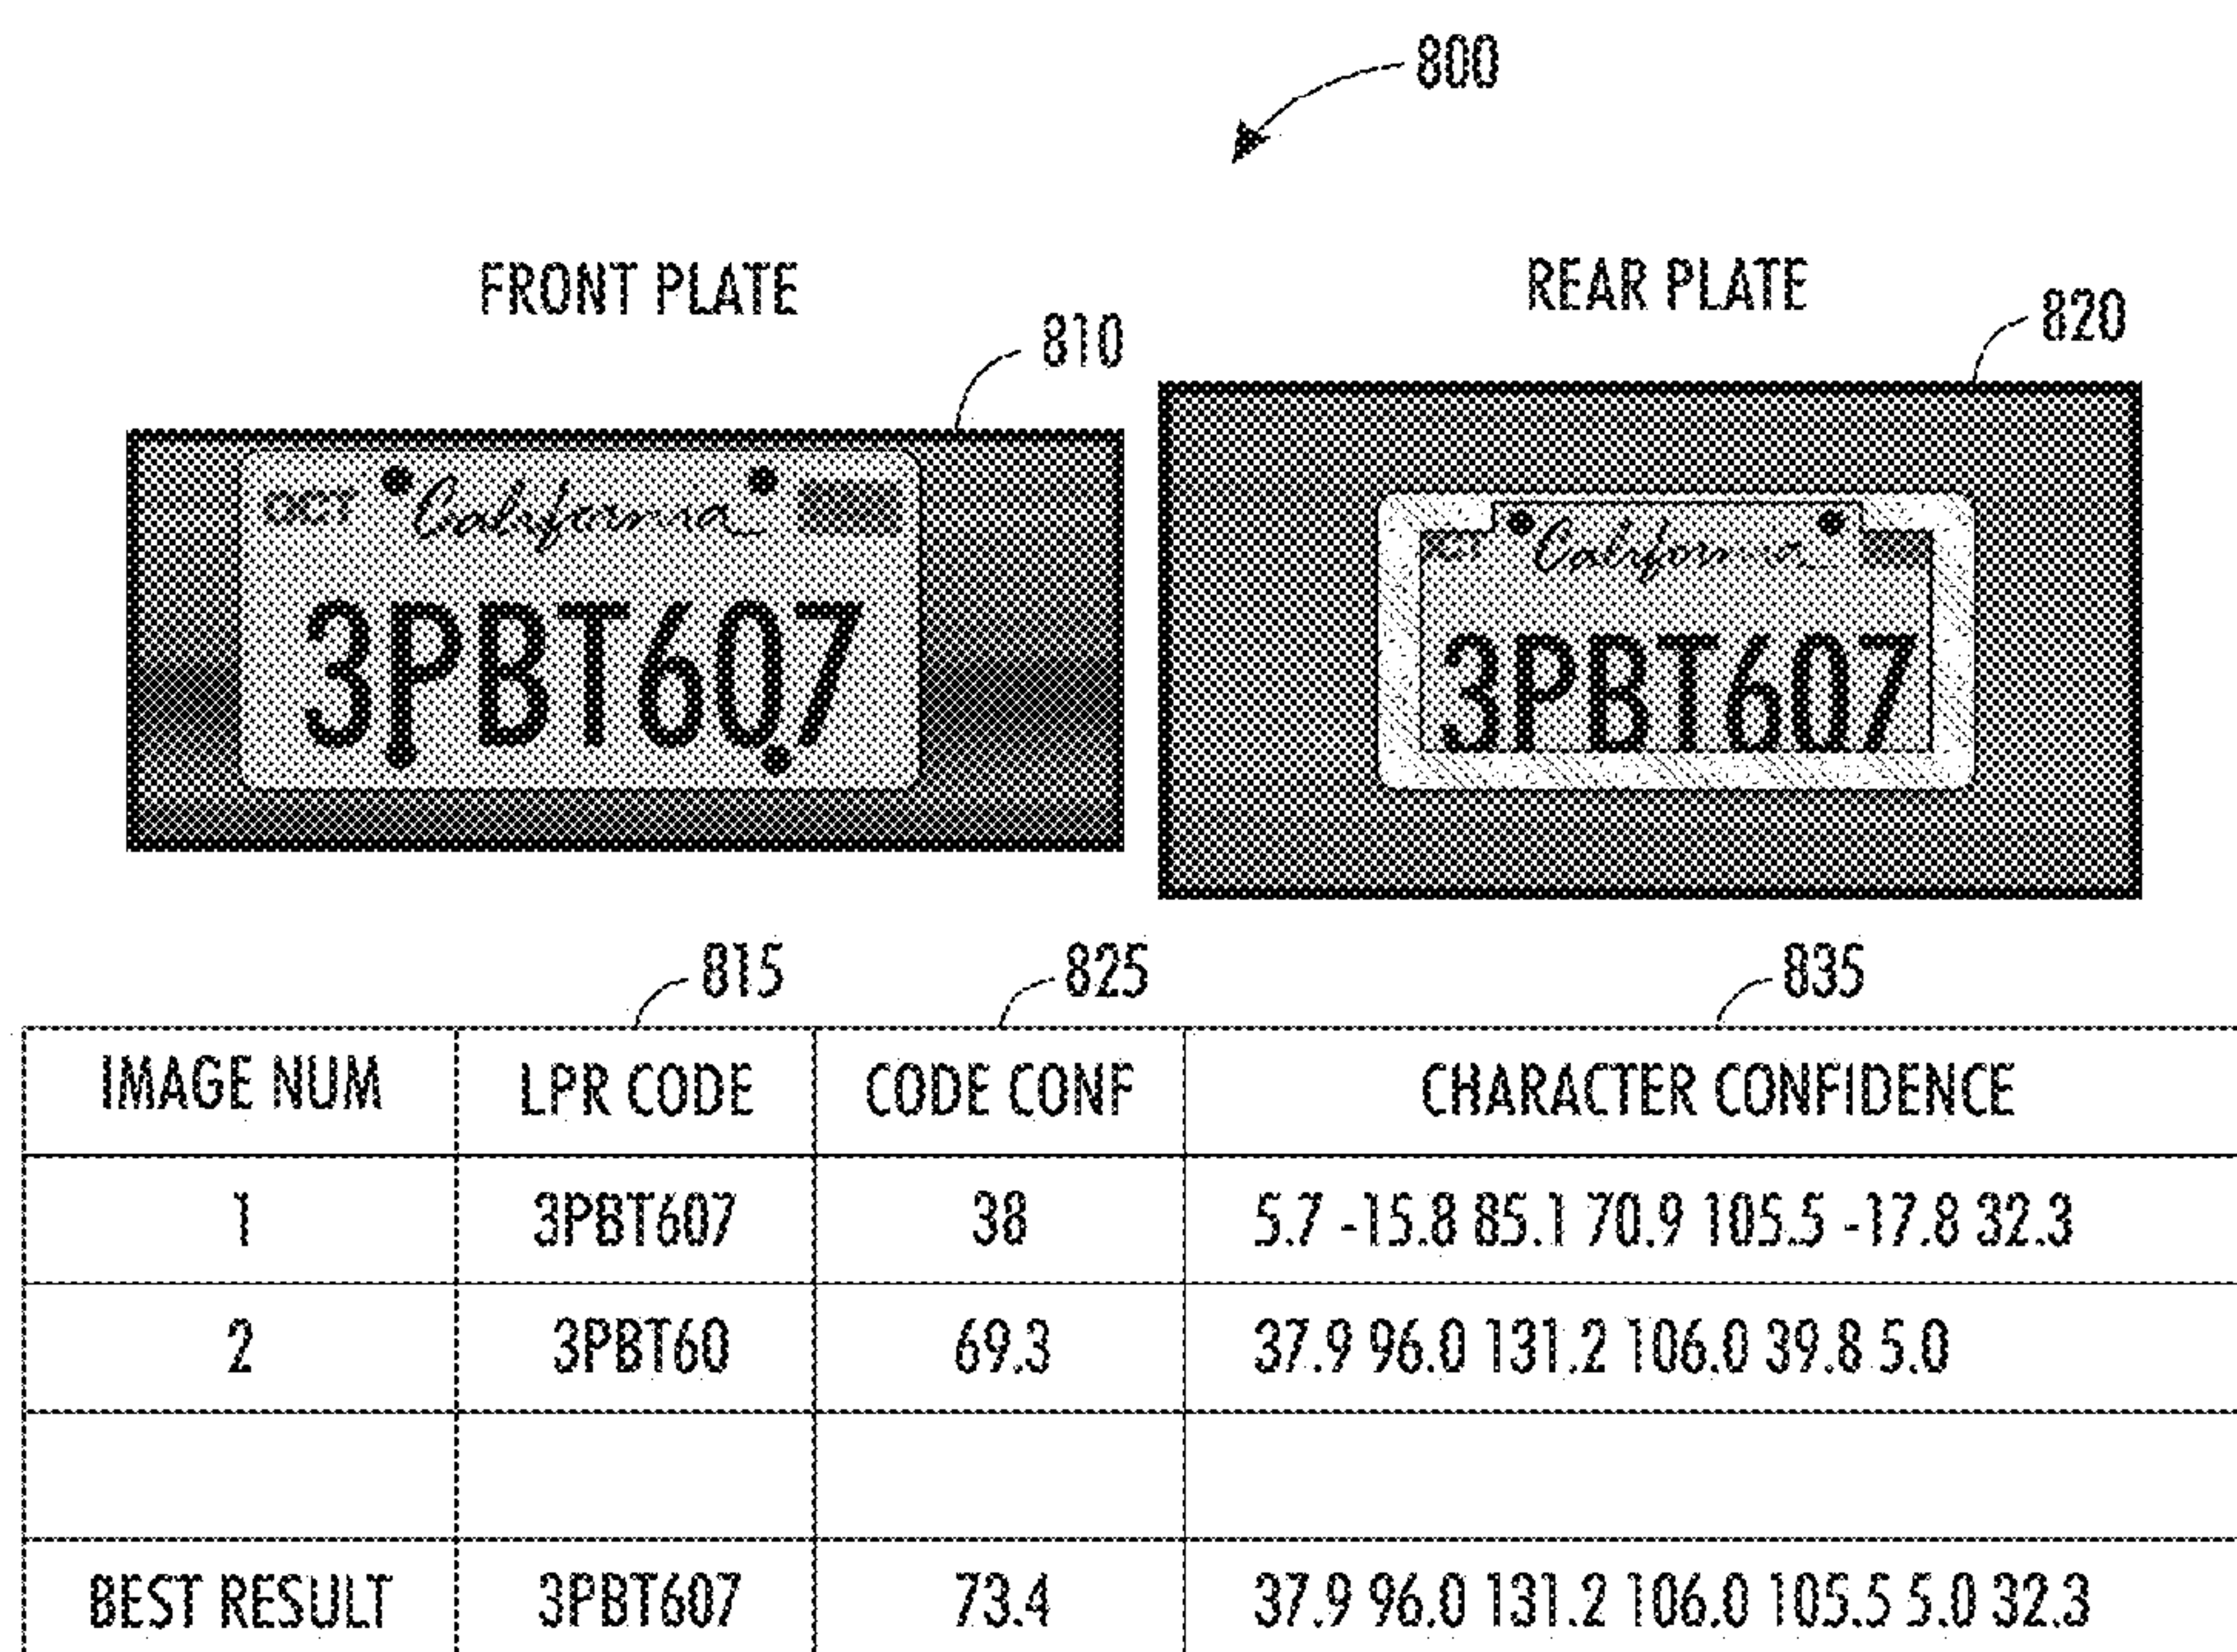 800
FRONT PLATE
REAR PLATE
810
820
OCT California
3PBT607
California
3PBT607
815
825
835
IMAGE NUM LPR CODE CODE CONF CHARACTER CONFIDENCE
1 3PBT607 38 5.7 -15.8 85.1 70.9 105.5 -17.8 32.3
2 3PBT60 69.3 37.9 96.0 131.2 106.0 39.8 5.0
BEST RESULT 3PBT607 73.4 37.9 96.0 131.2 106.0 105.5 5.0 32.3